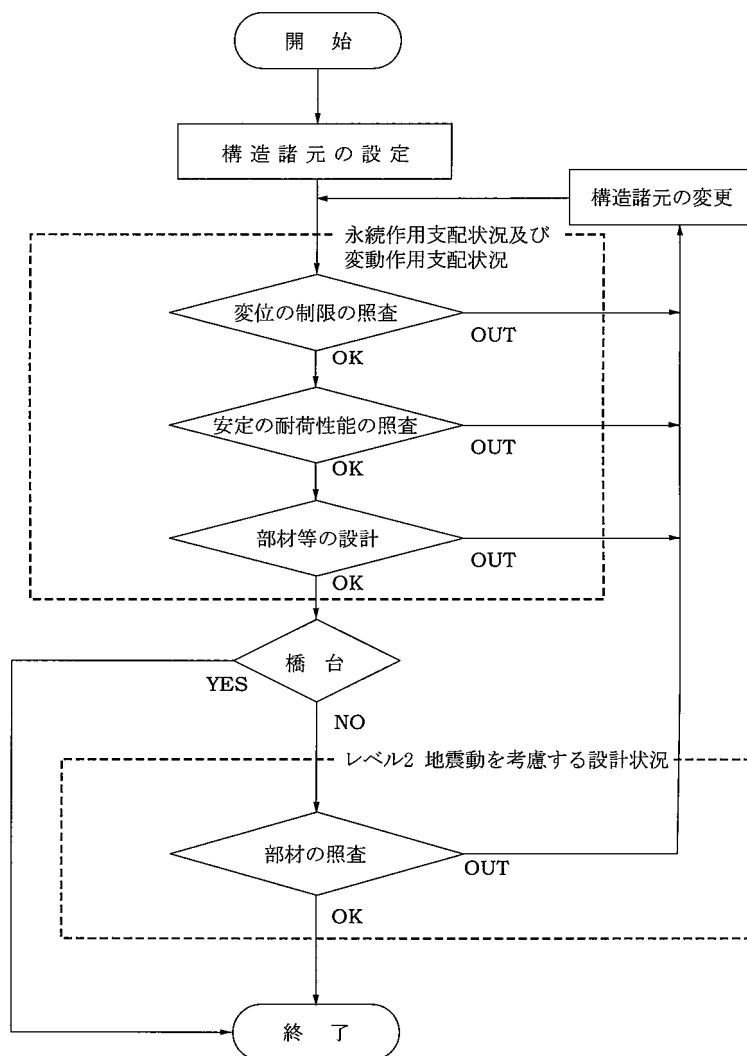 開 始
構造諸元の設定
構造諸元の変更
永続作用支配状況及び
変動作用支配状況
変位の制限の照査
OUT
OK
安定の耐荷性能の照査
OUT
OK
部材等の設計
OUT
OK
橋 台
YES
NO
レベル2 地震動を考慮する設計状況
部材の照査
OUT
OK
終 了